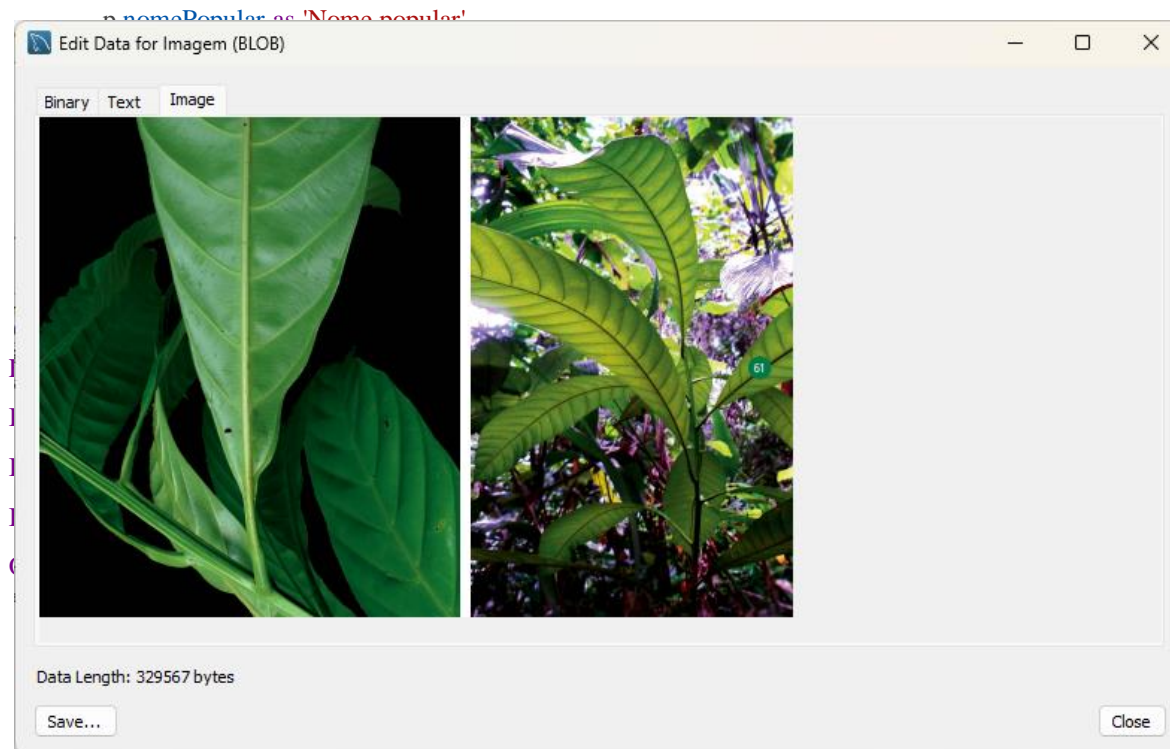 p.nomePopular as 'Nome popular'
Edit Data for Imagem (BLOB)
Binary Text Image
61
Data Length: 329567 bytes
Save... Close